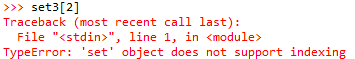 >>> set3[2]
Traceback (most recent call last):
  File "<stdin>", line 1, in <module>
TypeError: 'set' object does not support indexing